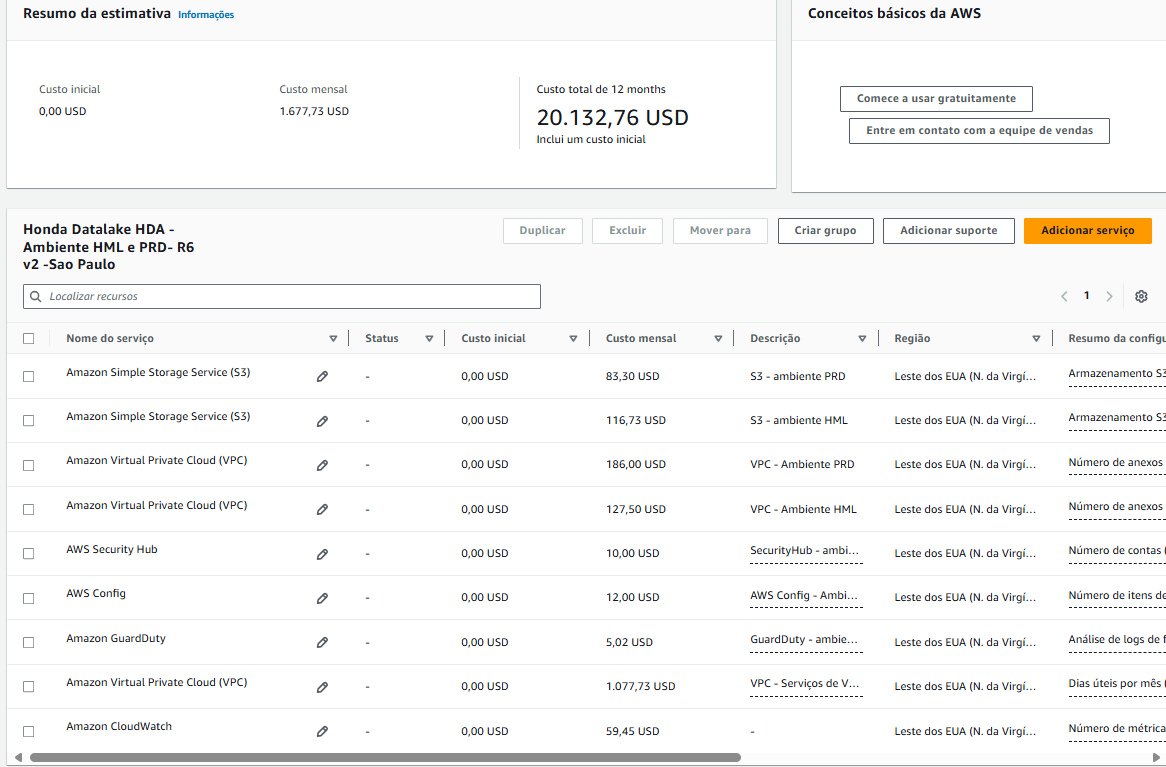 Resumo da estimativa Informações
Conceitos básicos da AWS
Custo inicial
0,00 USD
Custo mensal
1.677,73 USD
Custo total de 12 months
20.132,76 USD
Inclui um custo inicial
Comece a usar gratuitamente
Entre em contato com a equipe de vendas
Honda Datalake HDA -
Ambiente HML e PRD- R6
v2 -Sao Paulo
Duplicar Excluir Mover para Criar grupo Adicionar suporte Adicionar serviço
Localizar recursos
1
Nome do serviço Status Custo inicial Custo mensal Descrição Região Resumo da configu
Amazon Simple Storage Service (S3) - 0,00 USD 83,30 USD S3 - ambiente PRD Leste dos EUA (N. da Virgí... Armazenamento S3
Amazon Simple Storage Service (S3) - 0,00 USD 116,73 USD S3 - ambiente HML Leste dos EUA (N. da Virgí... Armazenamento S3
Amazon Virtual Private Cloud (VPC) - 0,00 USD 186,00 USD VPC - Ambiente PRD Leste dos EUA (N. da Virgí... Número de anexos
Amazon Virtual Private Cloud (VPC) - 0,00 USD 127,50 USD VPC - Ambiente HML Leste dos EUA (N. da Virgí... Número de anexos
AWS Security Hub - 0,00 USD 10,00 USD SecurityHub - ambi... Leste dos EUA (N. da Virgí... Número de contas (
AWS Config - 0,00 USD 12,00 USD AWS Config - Ambi... Leste dos EUA (N. da Virgí... Número de itens de
Amazon GuardDuty - 0,00 USD 5,02 USD GuardDuty - ambie... Leste dos EUA (N. da Virgí... Análise de logs de f
Amazon Virtual Private Cloud (VPC) - 0,00 USD 1.077,73 USD VPC - Serviços de V... Leste dos EUA (N. da Virgí... Dias úteis por mês (
Amazon CloudWatch - 0,00 USD 59,45 USD - Leste dos EUA (N. da Virgí... Número de métrica